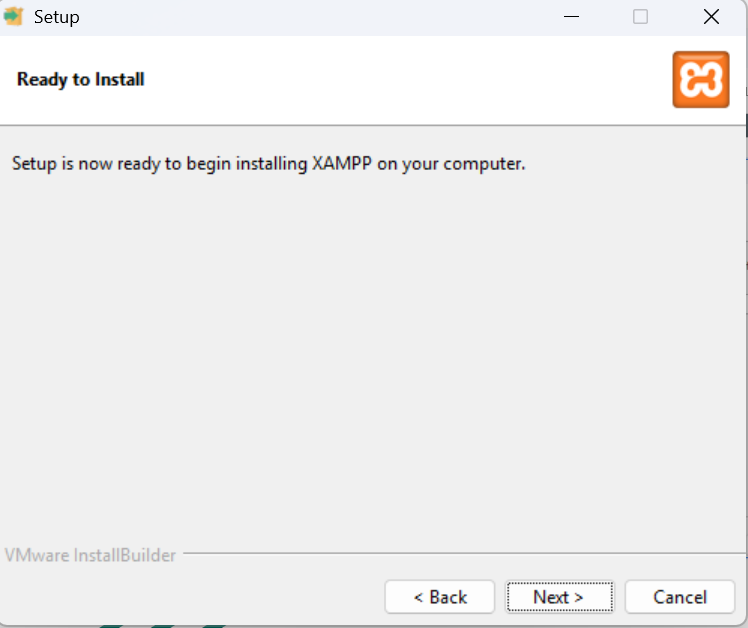 Setup
Ready to Install
Setup is now ready to begin installing XAMPP on your computer.
VMware InstallBuilder
< Back
Next >
Cancel